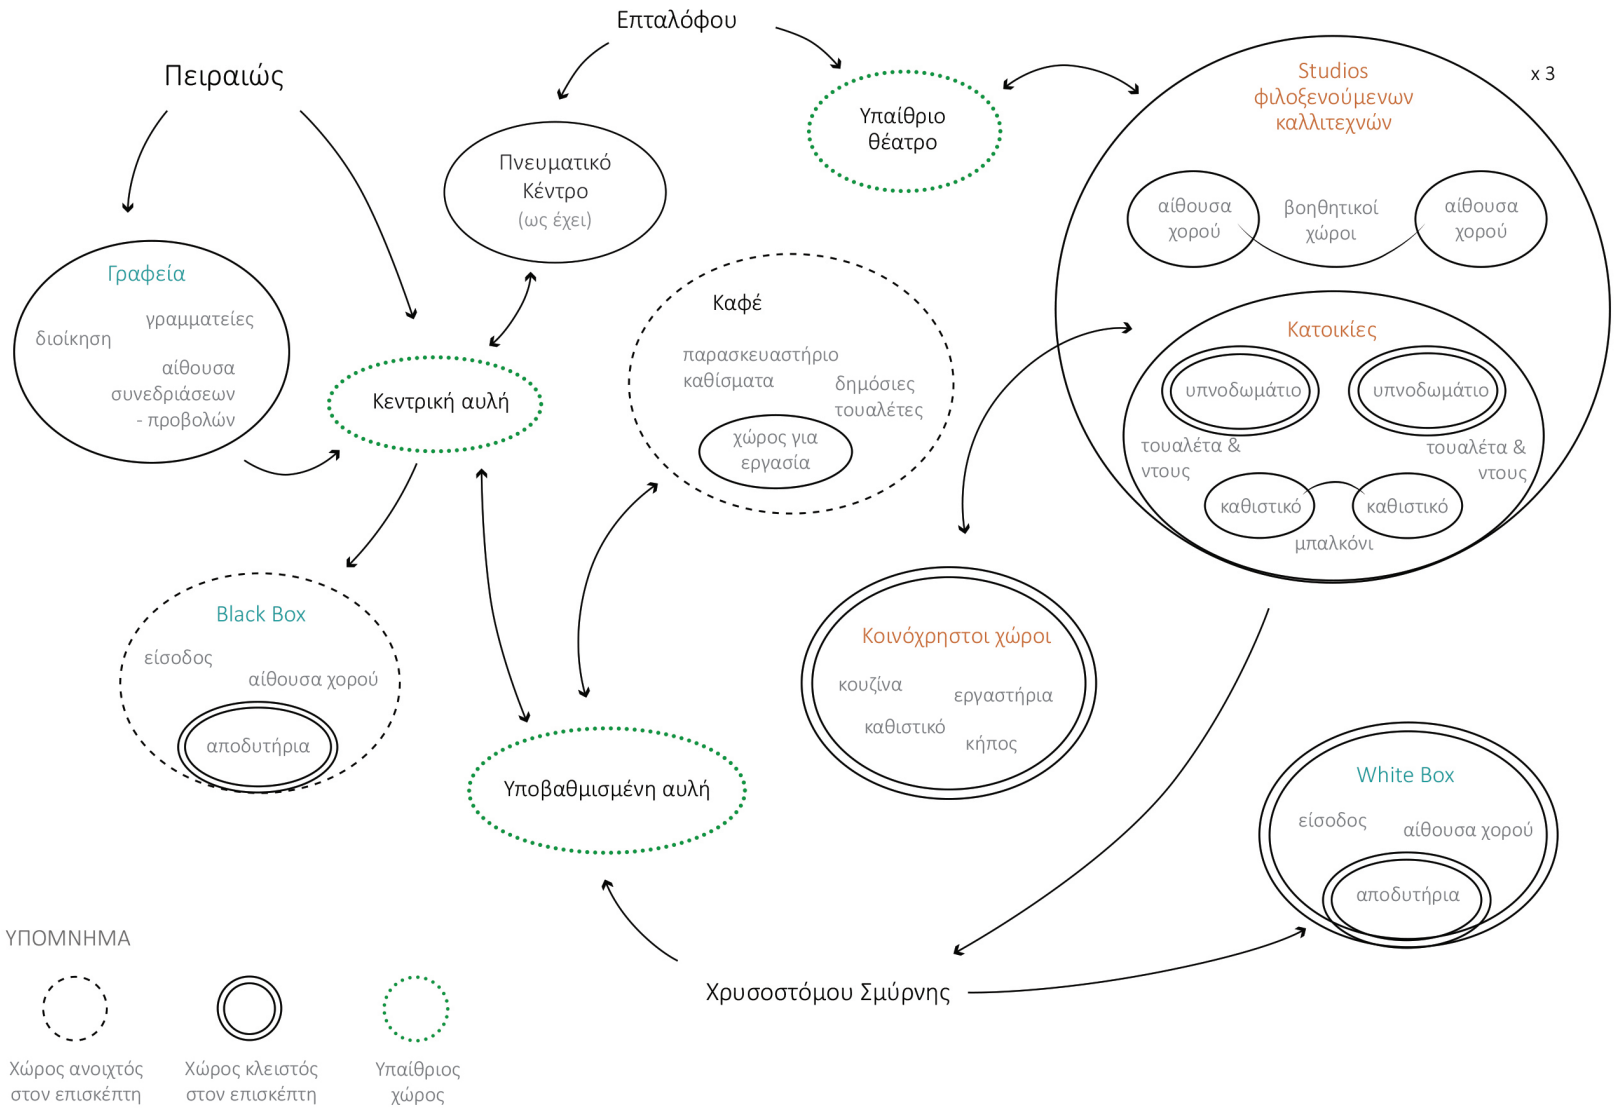 Επταλόφου
Πειραιώς
Υπαίθριο
θέατρο
Πνευματικό
Κέντρο
(ως έχει)
Studios
φιλοξενούμενων
καλλιτεχνών
x 3
αίθουσα
χορού
βοηθητικοί
χώροι
αίθουσα
χορού
Κατοικίες
υπνοδωμάτιο
υπνοδωμάτιο
τουαλέτα &
ντους
τουαλέτα &
ντους
καθιστικό
καθιστικό
μπαλκόνι
Γραφεία
γραμματείες
διοίκηση
αίθουσα
συνεδριάσεων
- προβολών
Κεντρική αυλή
Καφέ
παρασκευαστήριο
καθίσματα
δημόσιες
τουαλέτες
χώρος για
εργασία
Black Box
είσοδος
αίθουσα χορού
αποδυτήρια
Κοινόχρηστοι χώροι
κουζίνα
εργαστήρια
καθιστικό
κήπος
Υποβαθμισμένη αυλή
White Box
είσοδος
αίθουσα χορού
αποδυτήρια
Χρυσοστόμου Σμύρνης
ΥΠΟΜΝΗΜΑ
Χώρος ανοιχτός
στον επισκέπτη
Χώρος κλειστός
στον επισκέπτη
Υπαίθριος
χώρος